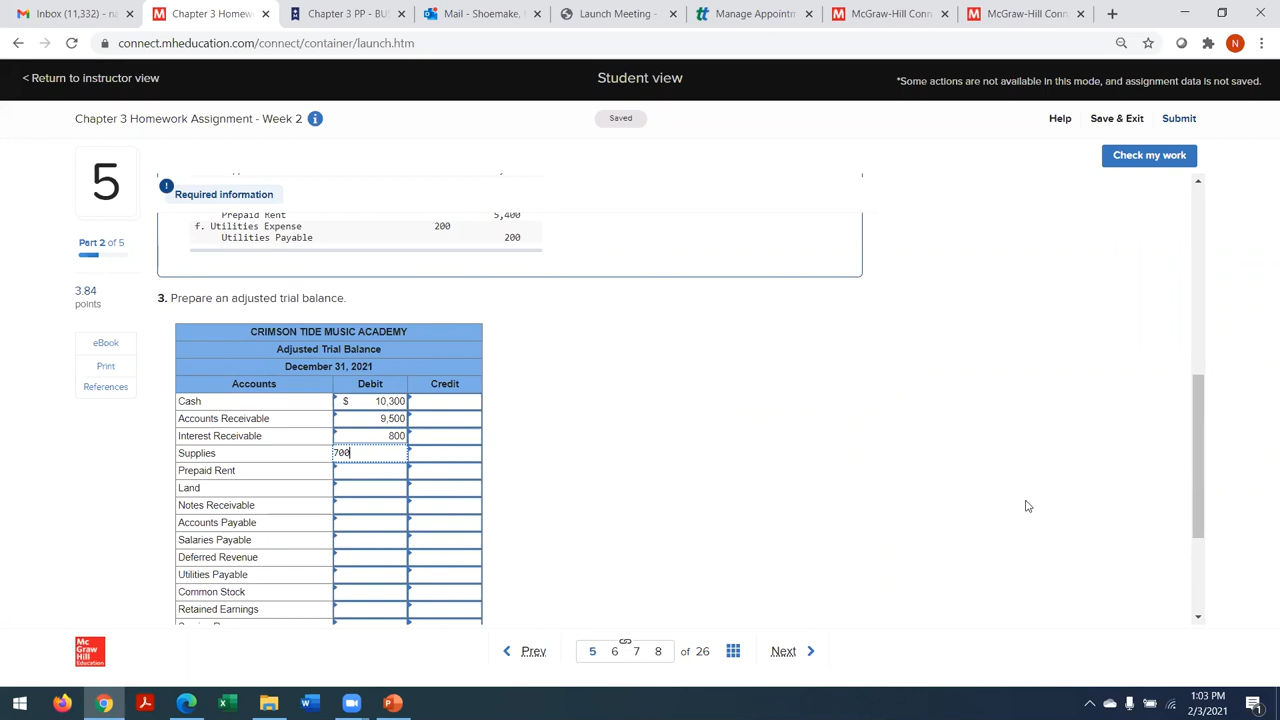 Inbox (11,332) - na
Chapter 3 Homew
Chapter 3 PP - BUS
Mail - Shoemake,
Launch Meeting -
Manage Appointm
McGraw-Hill Conn
McGraw-Hill Conn
connect.mheducation.com/connect/container/launch.htm
N
< Return to instructor view
Student view
*Some actions are not available in this mode, and assignment data is not saved.
Chapter 3 Homework Assignment - Week 2
Saved
Help
Save & Exit
Submit
Check my work
5
Required information
Prepaid Rent 5,400
f. Utilities Expense 200
Utilities Payable 200
Part 2 of 5
3.84
points
eBook
Print
References
3. Prepare an adjusted trial balance.
CRIMSON TIDE MUSIC ACADEMY
Adjusted Trial Balance
December 31, 2021
Accounts Debit Credit
Cash $ 10,300
Accounts Receivable 9,500
Interest Receivable 800
Supplies 700
Prepaid Rent
Land
Notes Receivable
Accounts Payable
Salaries Payable
Deferred Revenue
Utilities Payable
Common Stock
Retained Earnings
Mc
Graw
Hill
Education
Prev
5 6 7 8 of 26
Next
1:03 PM
2/3/2021